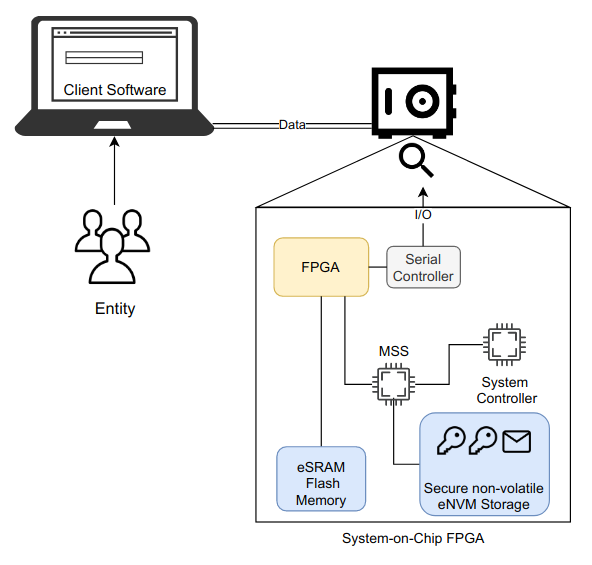 Client Software
Data
Entity
I/O
FPGA
Serial
Controller
MSS
System
Controller
eSRAM
Flash
Memory
Secure non-volatile
eNVM Storage
System-on-Chip FPGA